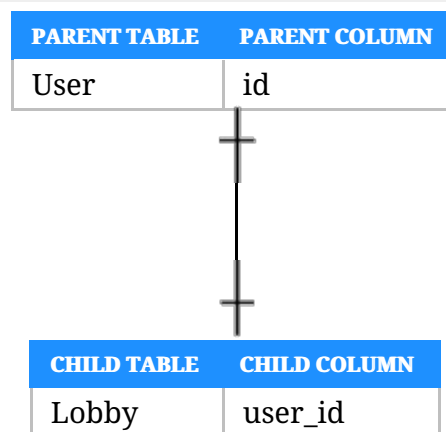 PARENT TABLE PARENT COLUMN
User id
CHILD TABLE CHILD COLUMN
Lobby user_id